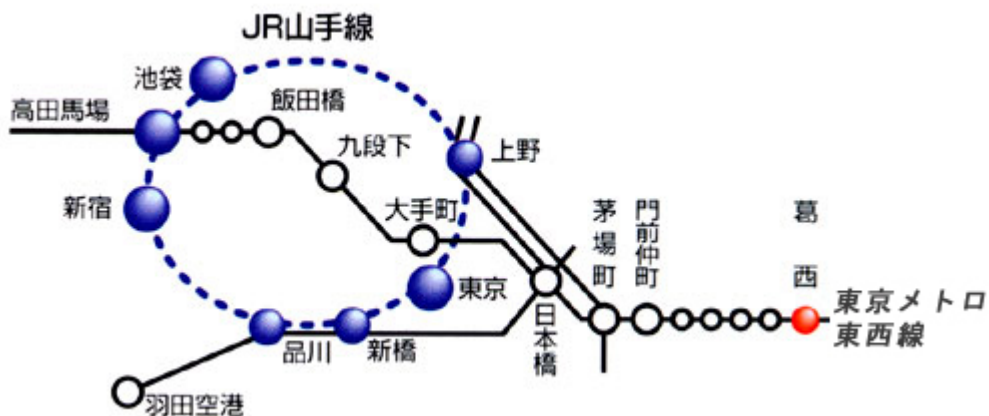 JR山手線
池袋
高田馬場
飯田橋
九段下
上野
新宿
大手町
茅場町
門前仲町
葛西
東京
東京メトロ
東西線
日本橋
品川
新橋
羽田空港